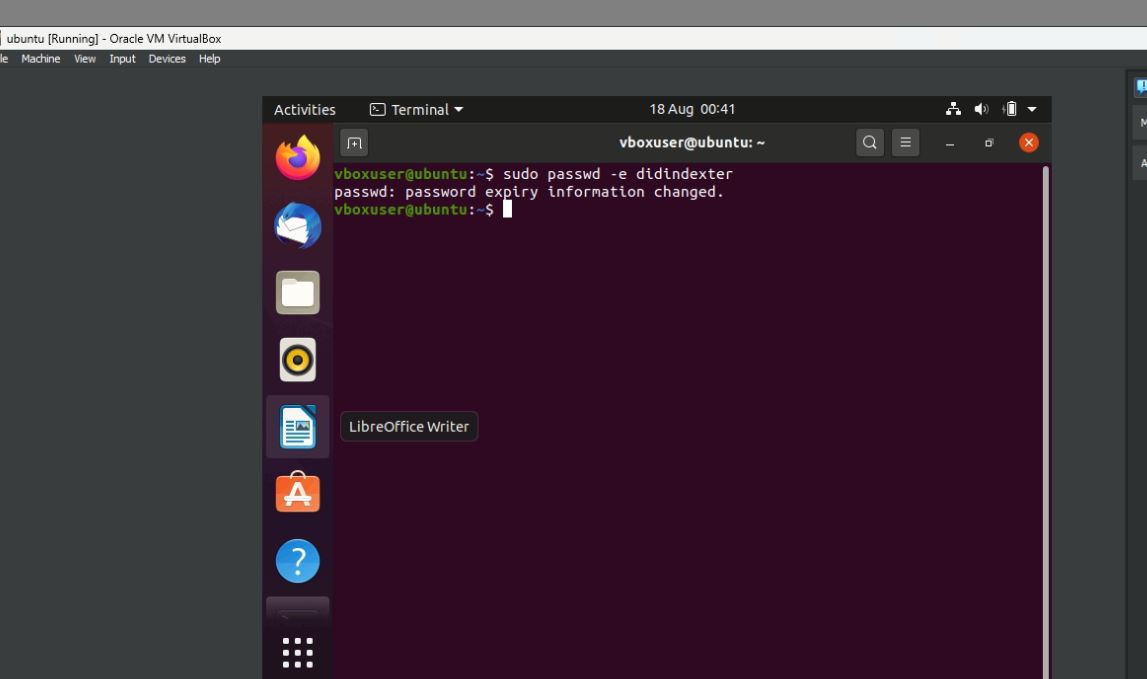 ubuntu [Running] - Oracle VM VirtualBox
le Machine View Input Devices Help
Activities Terminal 18 Aug 00:41
vboxuser@ubuntu: ~
vboxuser@ubuntu:~$ sudo passwd -e didindexter
passwd: password expiry information changed.
vboxuser@ubuntu:~$
LibreOffice Writer